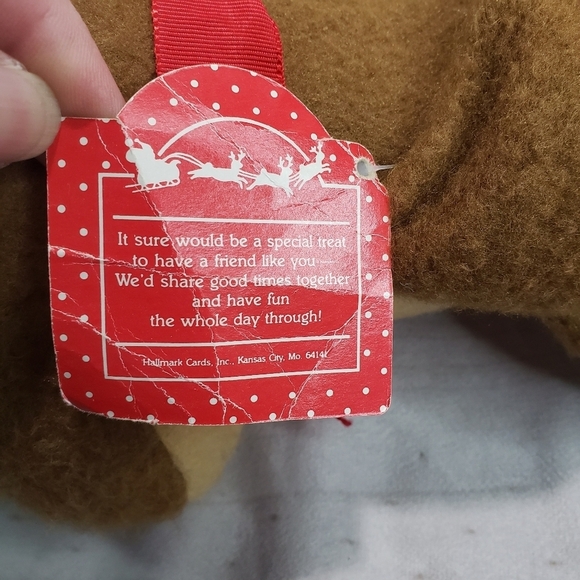 It sure would be a special treat
to have a friend like you—
We'd share good times together
and have fun
the whole day through!
Hallmark Cards, Inc., Kansas City, Mo. 64141